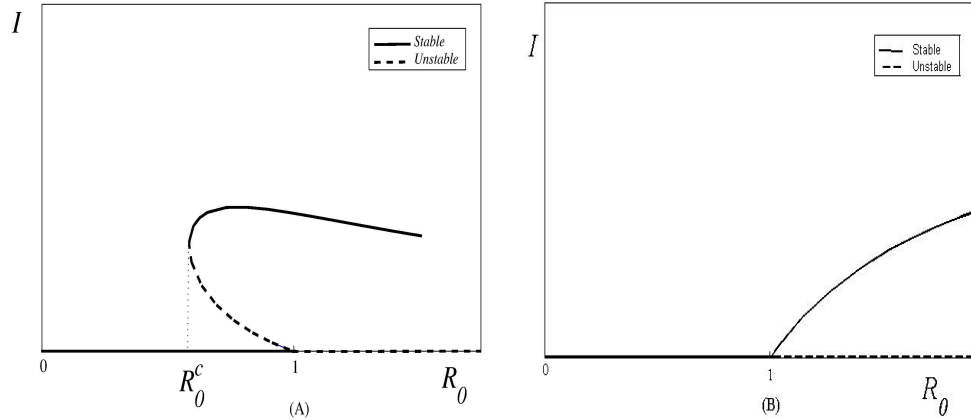 I
Stable
Unstable
0
R_0^c
1
R_0
(A)
I
Stable
Unstable
0
1
R_0
(B)